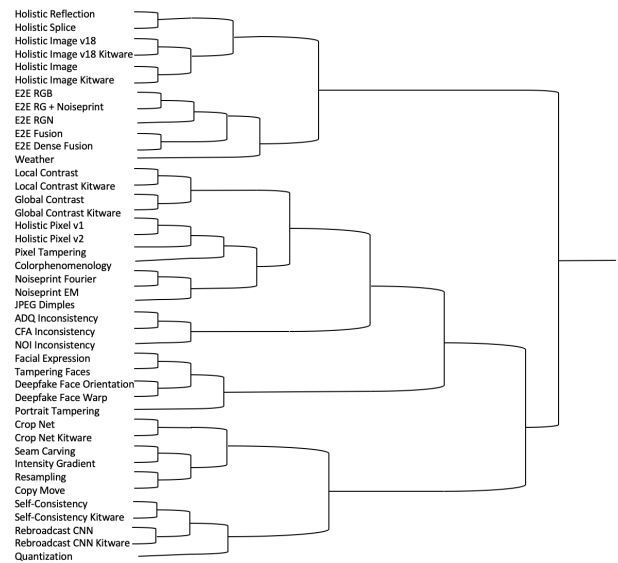 Holistic Reflection
Holistic Splice
Holistic Image v18
Holistic Image v18 Kitware
Holistic Image
Holistic Image Kitware
E2E RGB
E2E RG + Noiseprint
E2E RGN
E2E Fusion
E2E Dense Fusion
Weather
Local Contrast
Local Contrast Kitware
Global Contrast
Global Contrast Kitware
Holistic Pixel v1
Holistic Pixel v2
Pixel Tampering
Colorphenomenology
Noiseprint Fourier
Noiseprint EM
JPEG Dimples
ADQ Inconsistency
CFA Inconsistency
NOI Inconsistency
Facial Expression
Tampering Faces
Deepfake Face Orientation
Deepfake Face Warp
Portrait Tampering
Crop Net
Crop Net Kitware
Seam Carving
Intensity Gradient
Resampling
Copy Move
Self-Consistency
Self-Consistency Kitware
Rebroadcast CNN
Rebroadcast CNN Kitware
Quantization